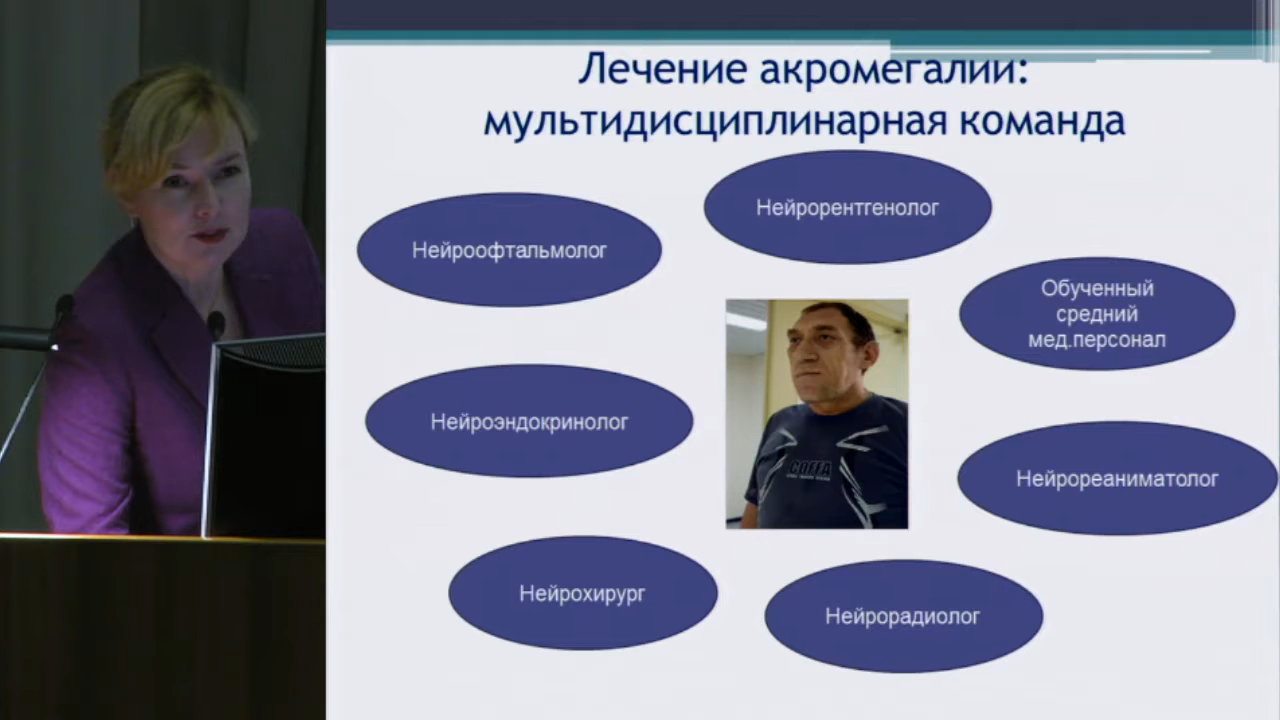 Лечение акромегалии:
мультидисциплинарная команда
Нейрорентгенолог
Нейроофтальмолог
Обученный
средний
мед.персонал
Нейроэндокринолог
COFFA
Нейрореаниматолог
Нейрохирург
Нейрорадиолог